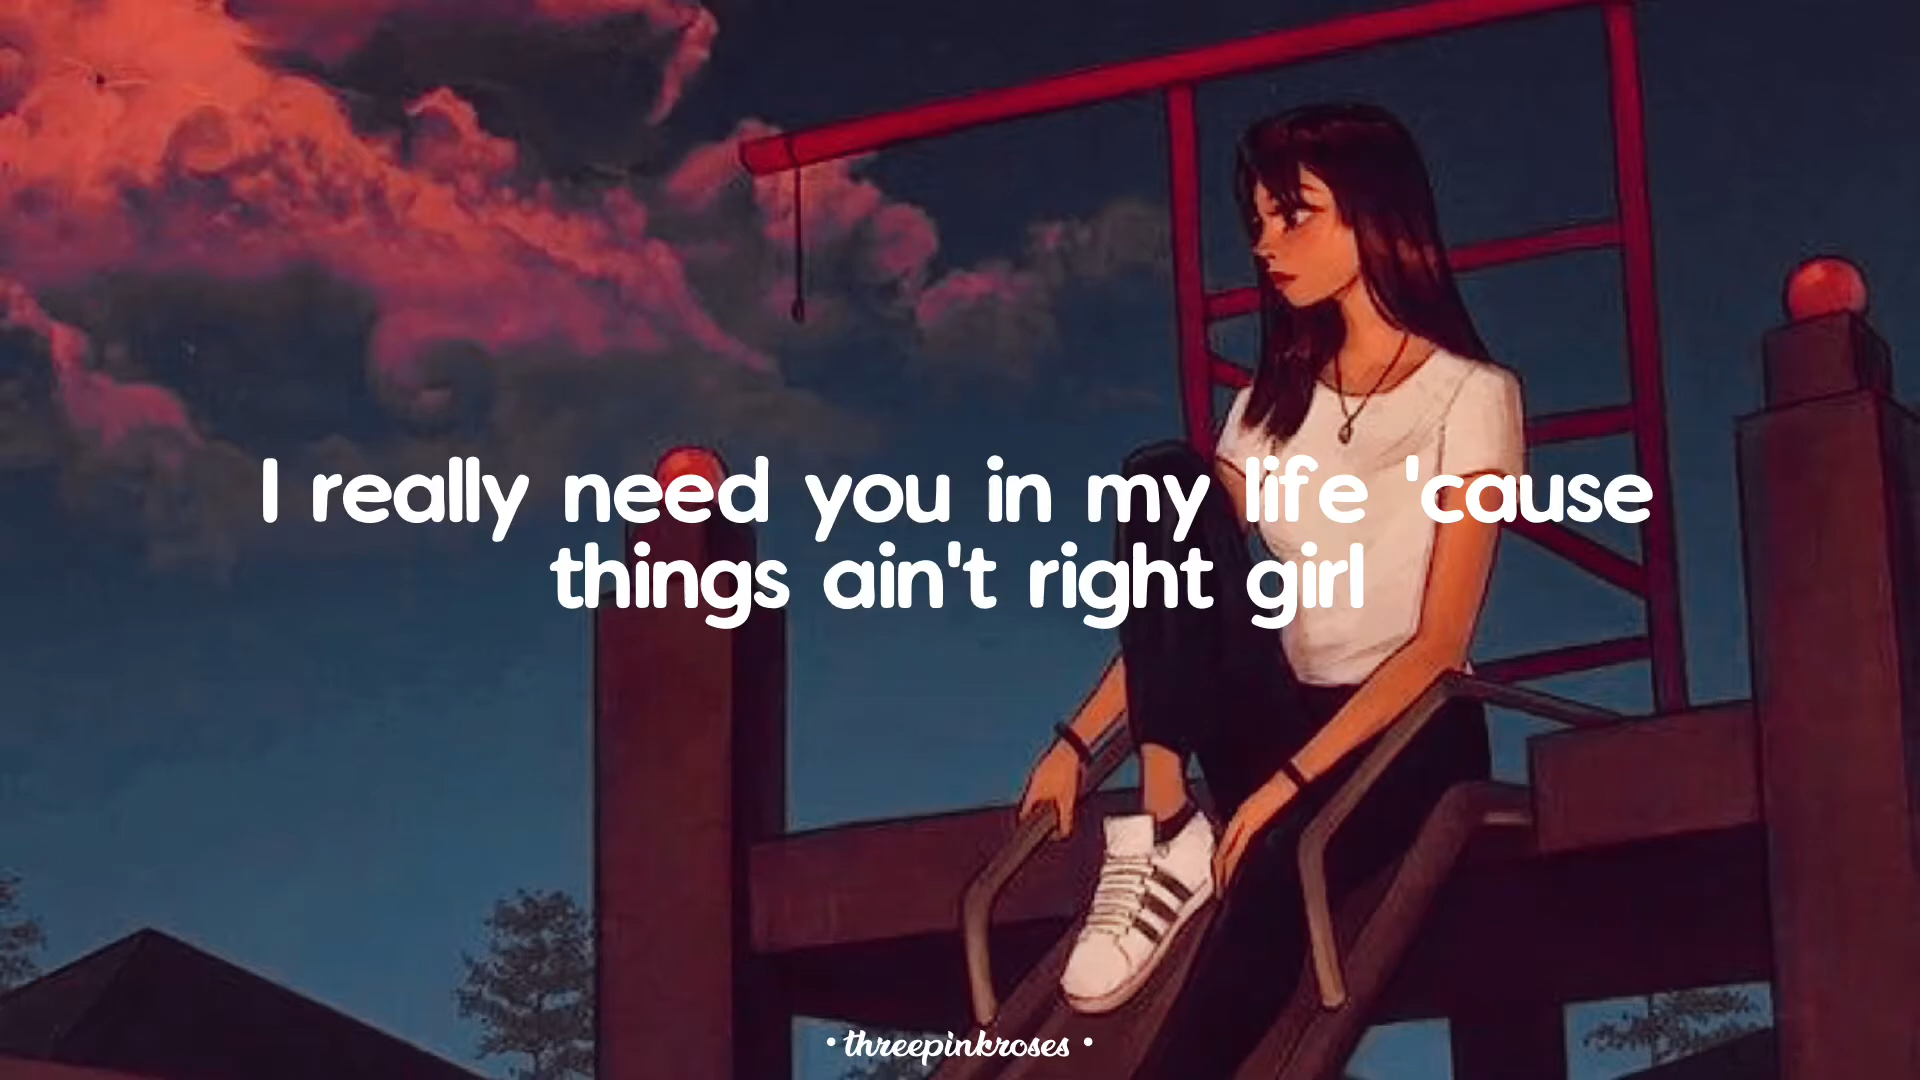 I really need you in my life 'cause
things ain't right girl
• threepinkroses •